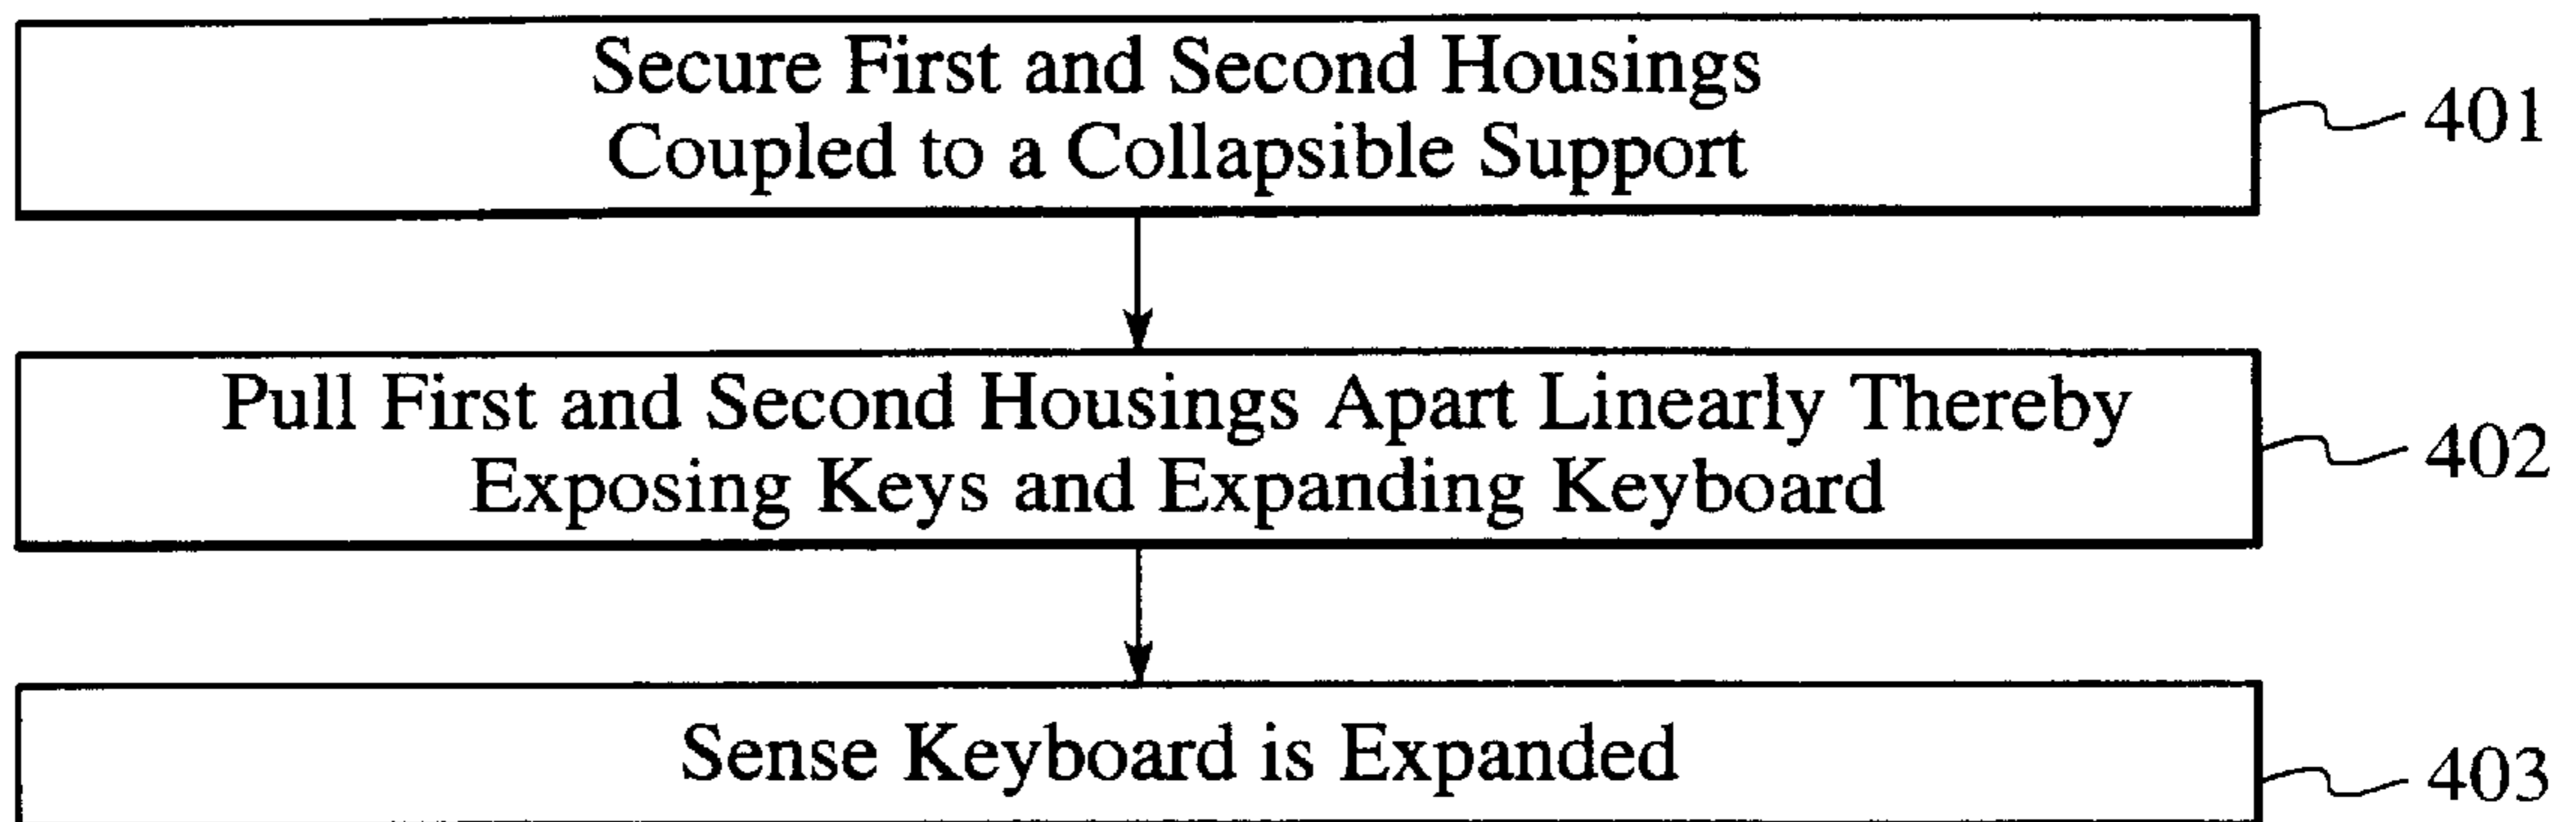 Secure First and Second Housings
Coupled to a Collapsible Support
401
Pull First and Second Housings Apart Linearly Thereby
Exposing Keys and Expanding Keyboard
402
Sense Keyboard is Expanded
403